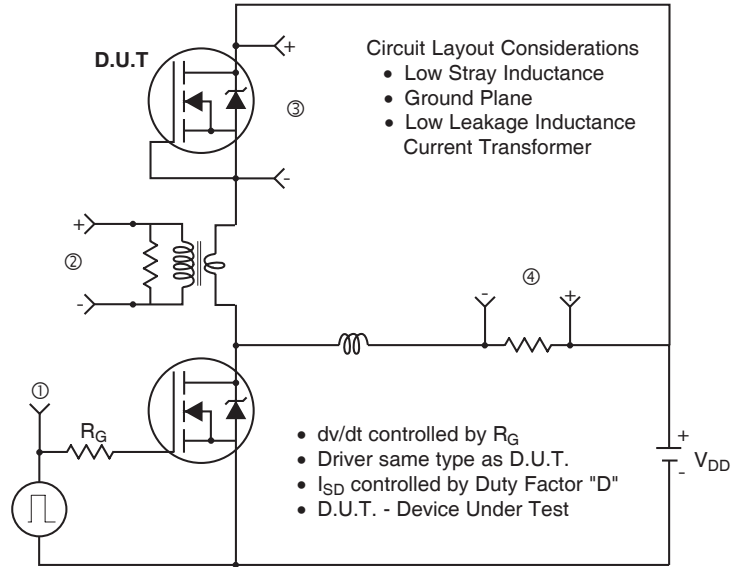 D.U.T
+
③
-
Circuit Layout Considerations
• Low Stray Inductance
• Ground Plane
• Low Leakage Inductance
Current Transformer
+
②
-
④
-
+
①
R_G
• dv/dt controlled by R_G
• Driver same type as D.U.T.
• I_SD controlled by Duty Factor "D"
• D.U.T. - Device Under Test
+
-
V_DD